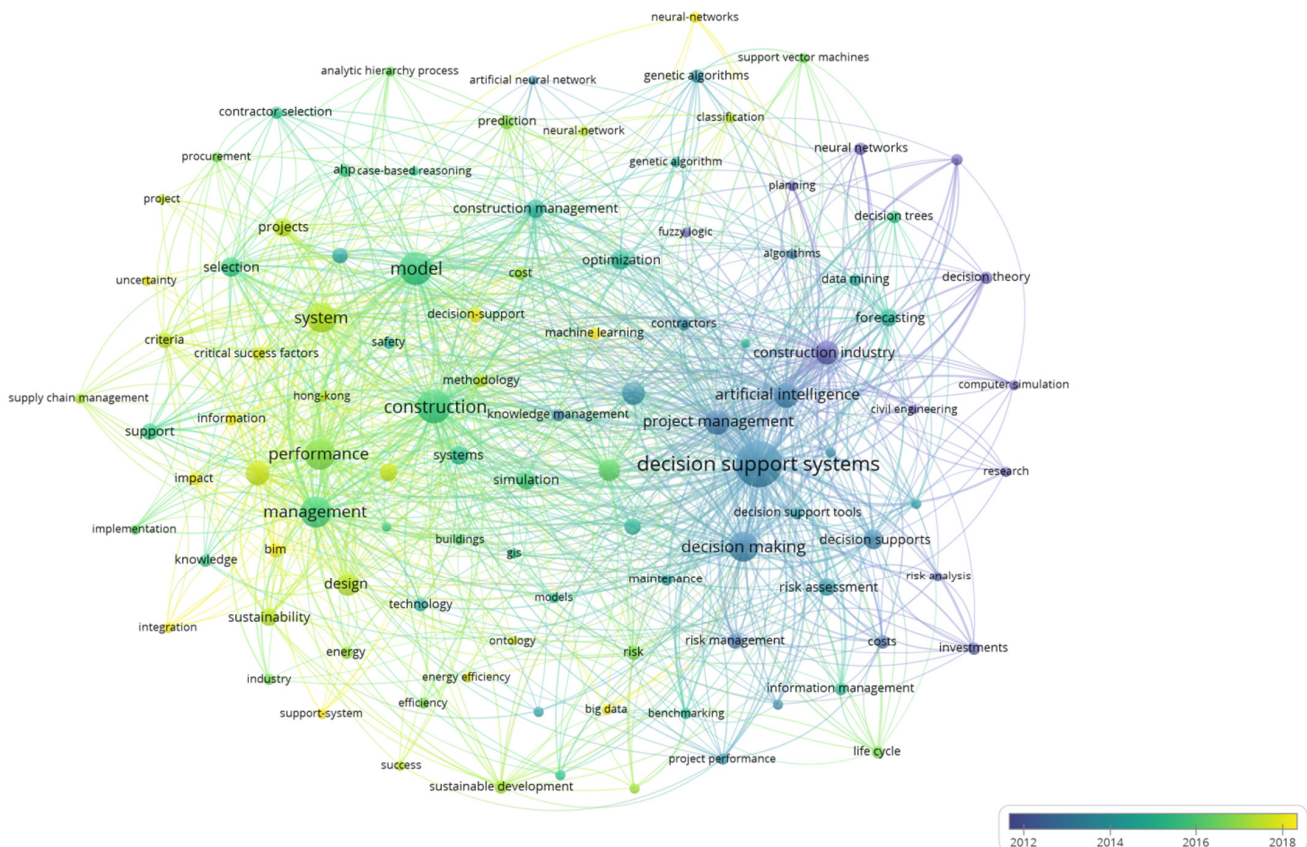 neural-networks
support vector machines
analytic hierarchy process
artificial neural network
genetic algorithms
contractor selection
prediction
classification
neural-network
neural networks
procurement
genetic algorithm
ahp
case-based reasoning
planning
project
construction management
decision trees
projects
fuzzy logic
algorithms
optimization
selection
model
cost
uncertainty
data mining
decision theory
system
decision-support
contractors
forecasting
machine learning
criteria
safety
critical success factors
construction industry
methodology
computer simulation
supply chain management
hong-kong
artificial intelligence
construction
civil engineering
information
knowledge management
project management
support
performance
systems
decision support systems
impact
simulation
research
management
decision support tools
implementation
buildings
decision making
decision supports
bim
gis
knowledge
design
maintenance
risk analysis
risk assessment
technology
models
sustainability
integration
ontology
risk management
costs
investments
energy
risk
industry
energy efficiency
information management
efficiency
support-system
big data
benchmarking
life cycle
success
project performance
sustainable development
2012
2014
2016
2018